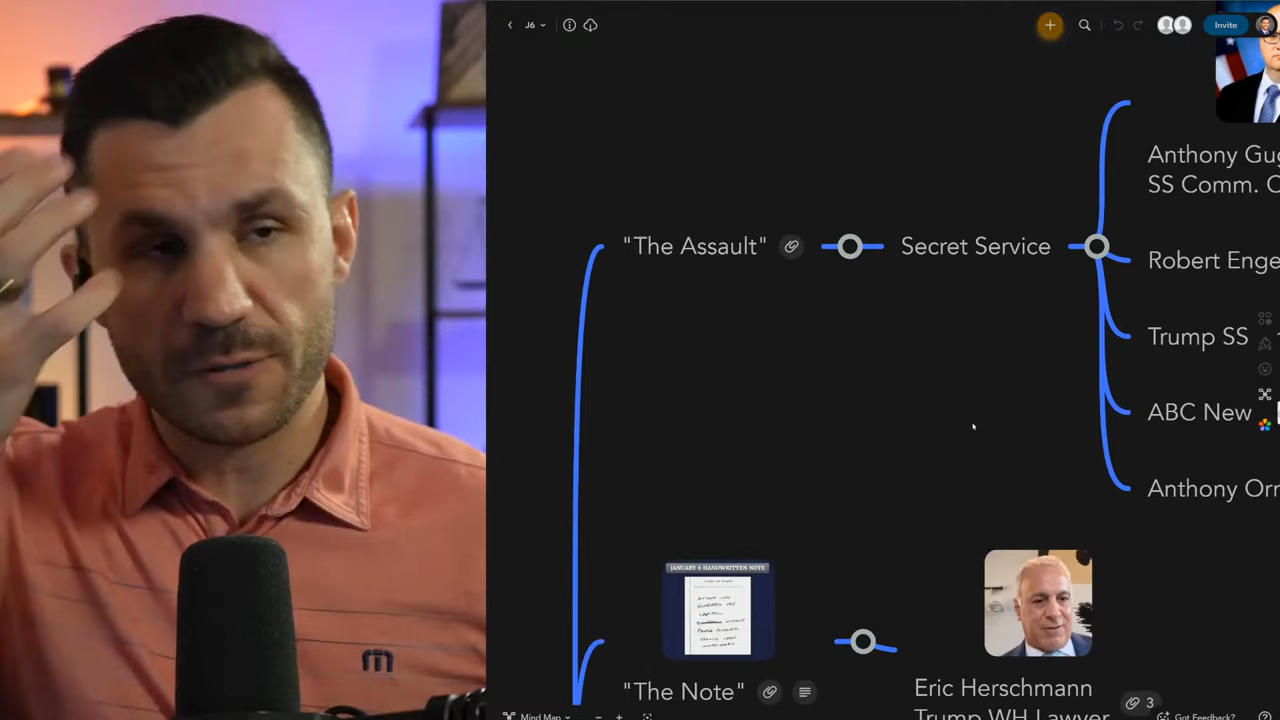 J6
Invite
Anthony Gug
SS Comm. C
"The Assault"
Secret Service
Robert Enge
Trump SS
ABC New
Anthony Orn
JANUARY 6 HANDWRITTEN NOTE
"The Note"
Eric Herschmann
Trump WH Lawyer
3
Mind Map
Got Feedback?
m